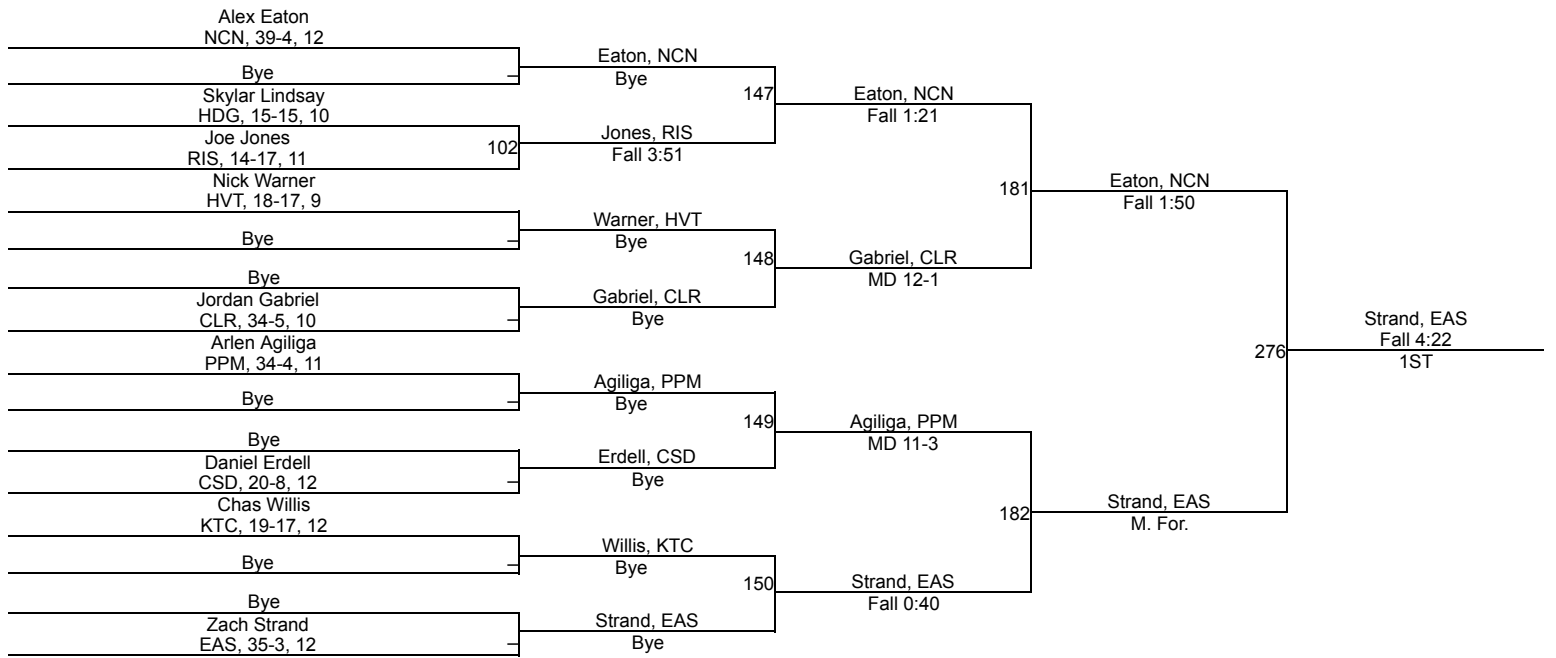 Alex Eaton
NCN, 39-4, 12
Bye
Skylar Lindsay
HDG, 15-15, 10
Joe Jones
RIS, 14-17, 11
Nick Warner
HVT, 18-17, 9
Bye
Bye
Jordan Gabriel
CLR, 34-5, 10
Arlen Agiliga
PPM, 34-4, 11
Bye
Bye
Daniel Erdell
CSD, 20-8, 12
Chas Willis
KTC, 19-17, 12
Bye
Bye
Zach Strand
EAS, 35-3, 12
102
Eaton, NCN
Bye
Jones, RIS
Fall 3:51
Warner, HVT
Bye
Gabriel, CLR
Bye
Agiliga, PPM
Bye
Erdell, CSD
Bye
Willis, KTC
Bye
Strand, EAS
Bye
147
148
149
150
Eaton, NCN
Fall 1:21
Gabriel, CLR
MD 12-1
Agiliga, PPM
MD 11-3
Strand, EAS
Fall 0:40
181
182
Eaton, NCN
Fall 1:50
Strand, EAS
M. For.
276
Strand, EAS
Fall 4:22
1ST